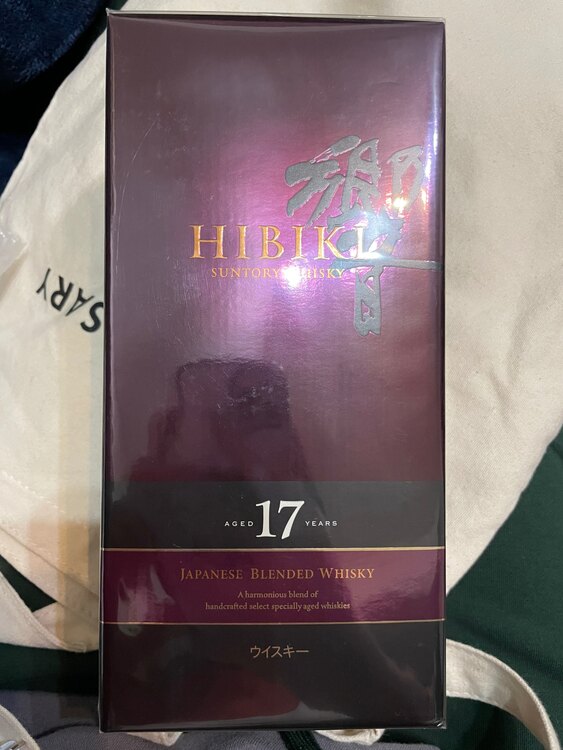 響
HIBIKI
SUNTORY WHISKY
AGED 17 YEARS
JAPANESE BLENDED WHISKY
A harmonious blend of
handcrafted select specially aged whiskies
ウイスキー
SARY